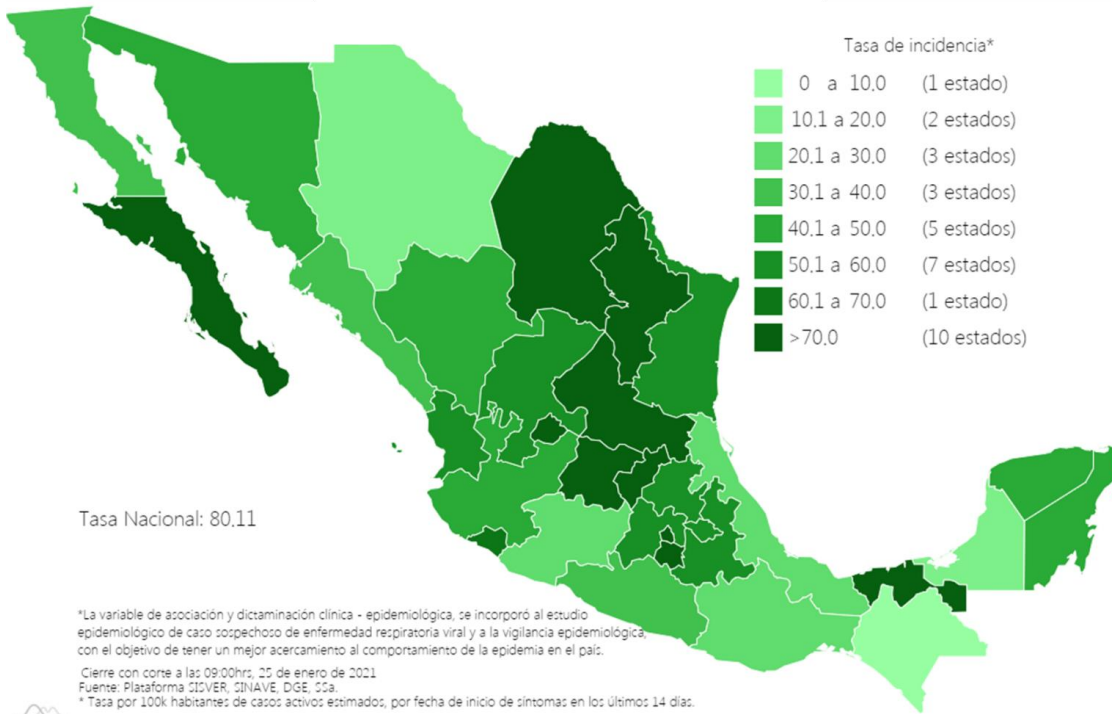 Tasa de incidencia*
0 a 10.0 (1 estado)
10.1 a 20.0 (2 estados)
20.1 a 30.0 (3 estados)
30.1 a 40.0 (3 estados)
40.1 a 50.0 (5 estados)
50.1 a 60.0 (7 estados)
60.1 a 70.0 (1 estado)
>70.0 (10 estados)
Tasa Nacional: 80.11
*La variable de asociación y dictaminación clínica - epidemiológica, se incorporó al estudio
epidemiológico de caso sospechoso de enfermedad respiratoria viral y a la vigilancia epidemiológica,
con el objetivo de tener un mejor acercamiento al comportamiento de la epidemia en el país.
Cierre con corte a las 09:00hrs, 25 de enero de 2021
Fuente: Plataforma SISVER, SINAVE, DGE, SSa.
* Tasa por 100k habitantes de casos activos estimados, por fecha de inicio de síntomas en los últimos 14 días.